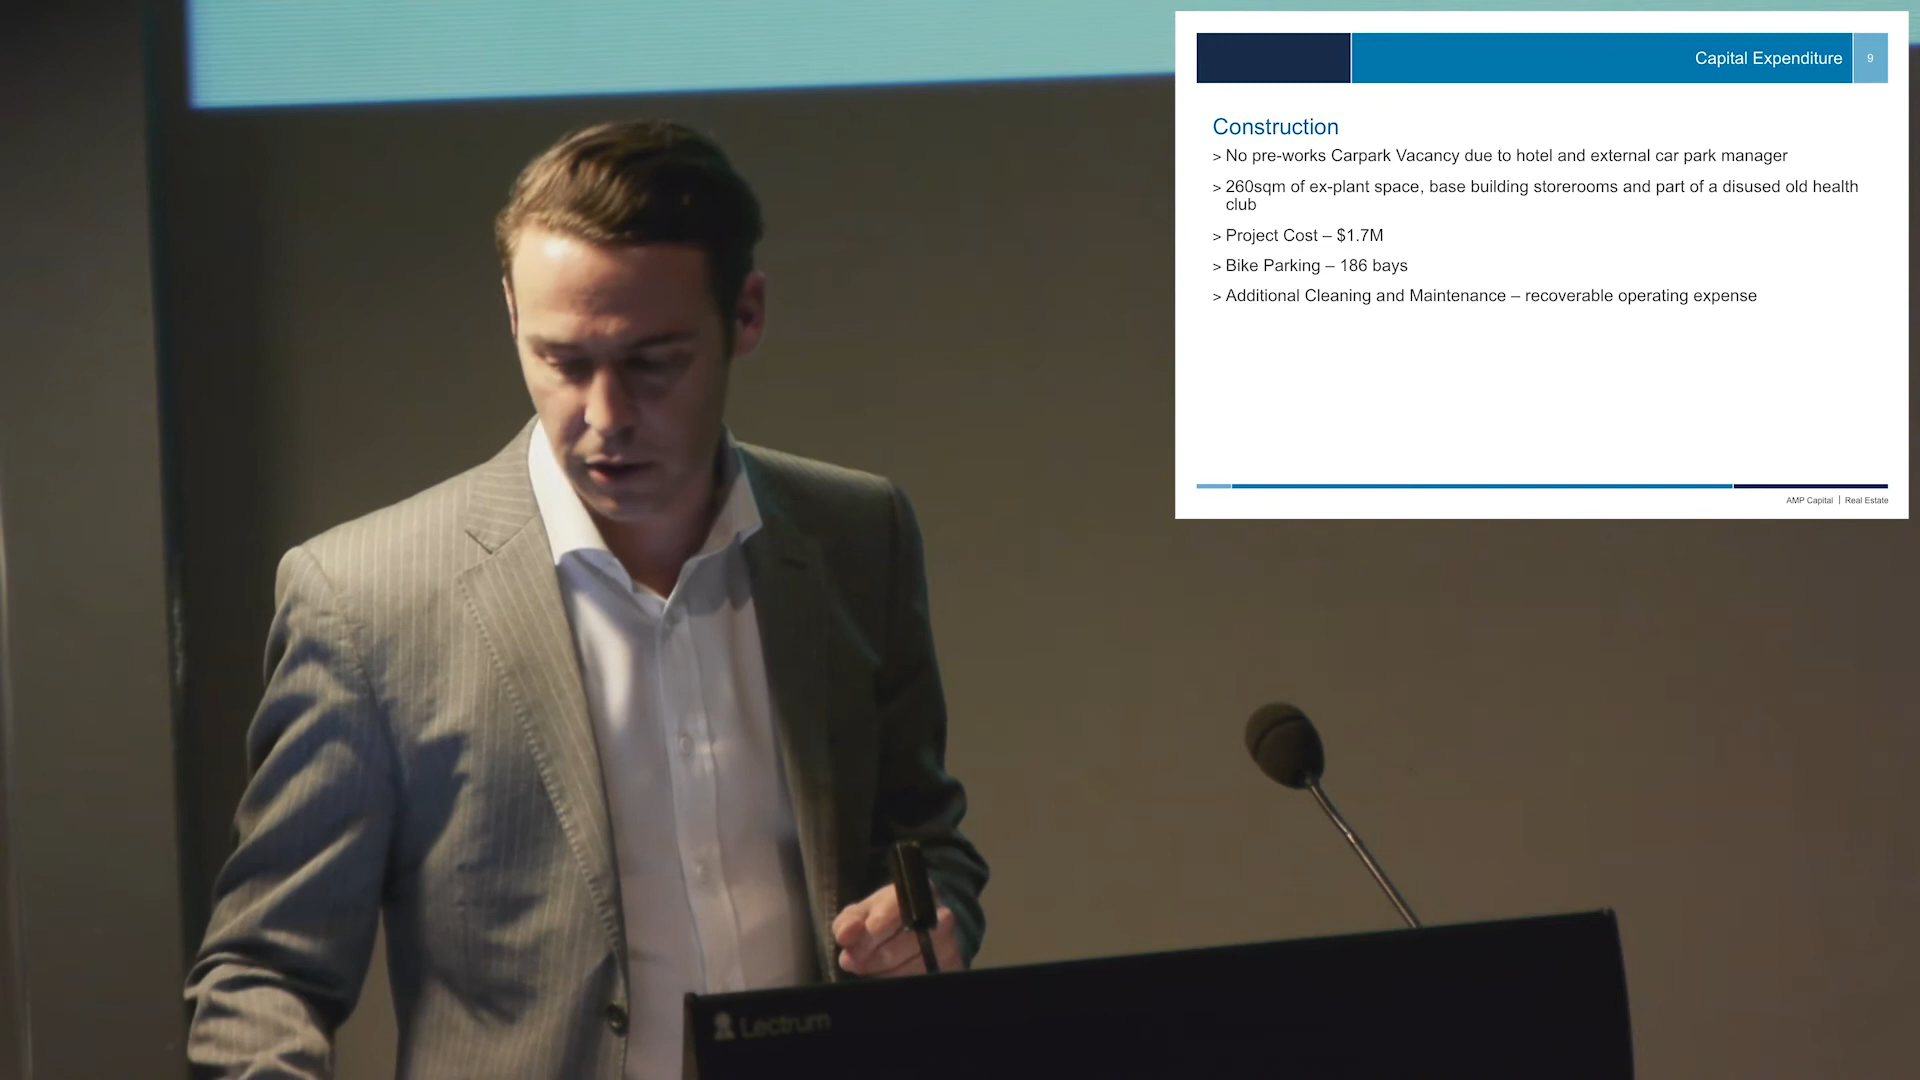 Capital Expenditure 9
Construction
> No pre-works Carpark Vacancy due to hotel and external car park manager
> 260sqm of ex-plant space, base building storerooms and part of a disused old health
club
> Project Cost – $1.7M
> Bike Parking – 186 bays
> Additional Cleaning and Maintenance – recoverable operating expense
AMP Capital | Real Estate
Lectrum